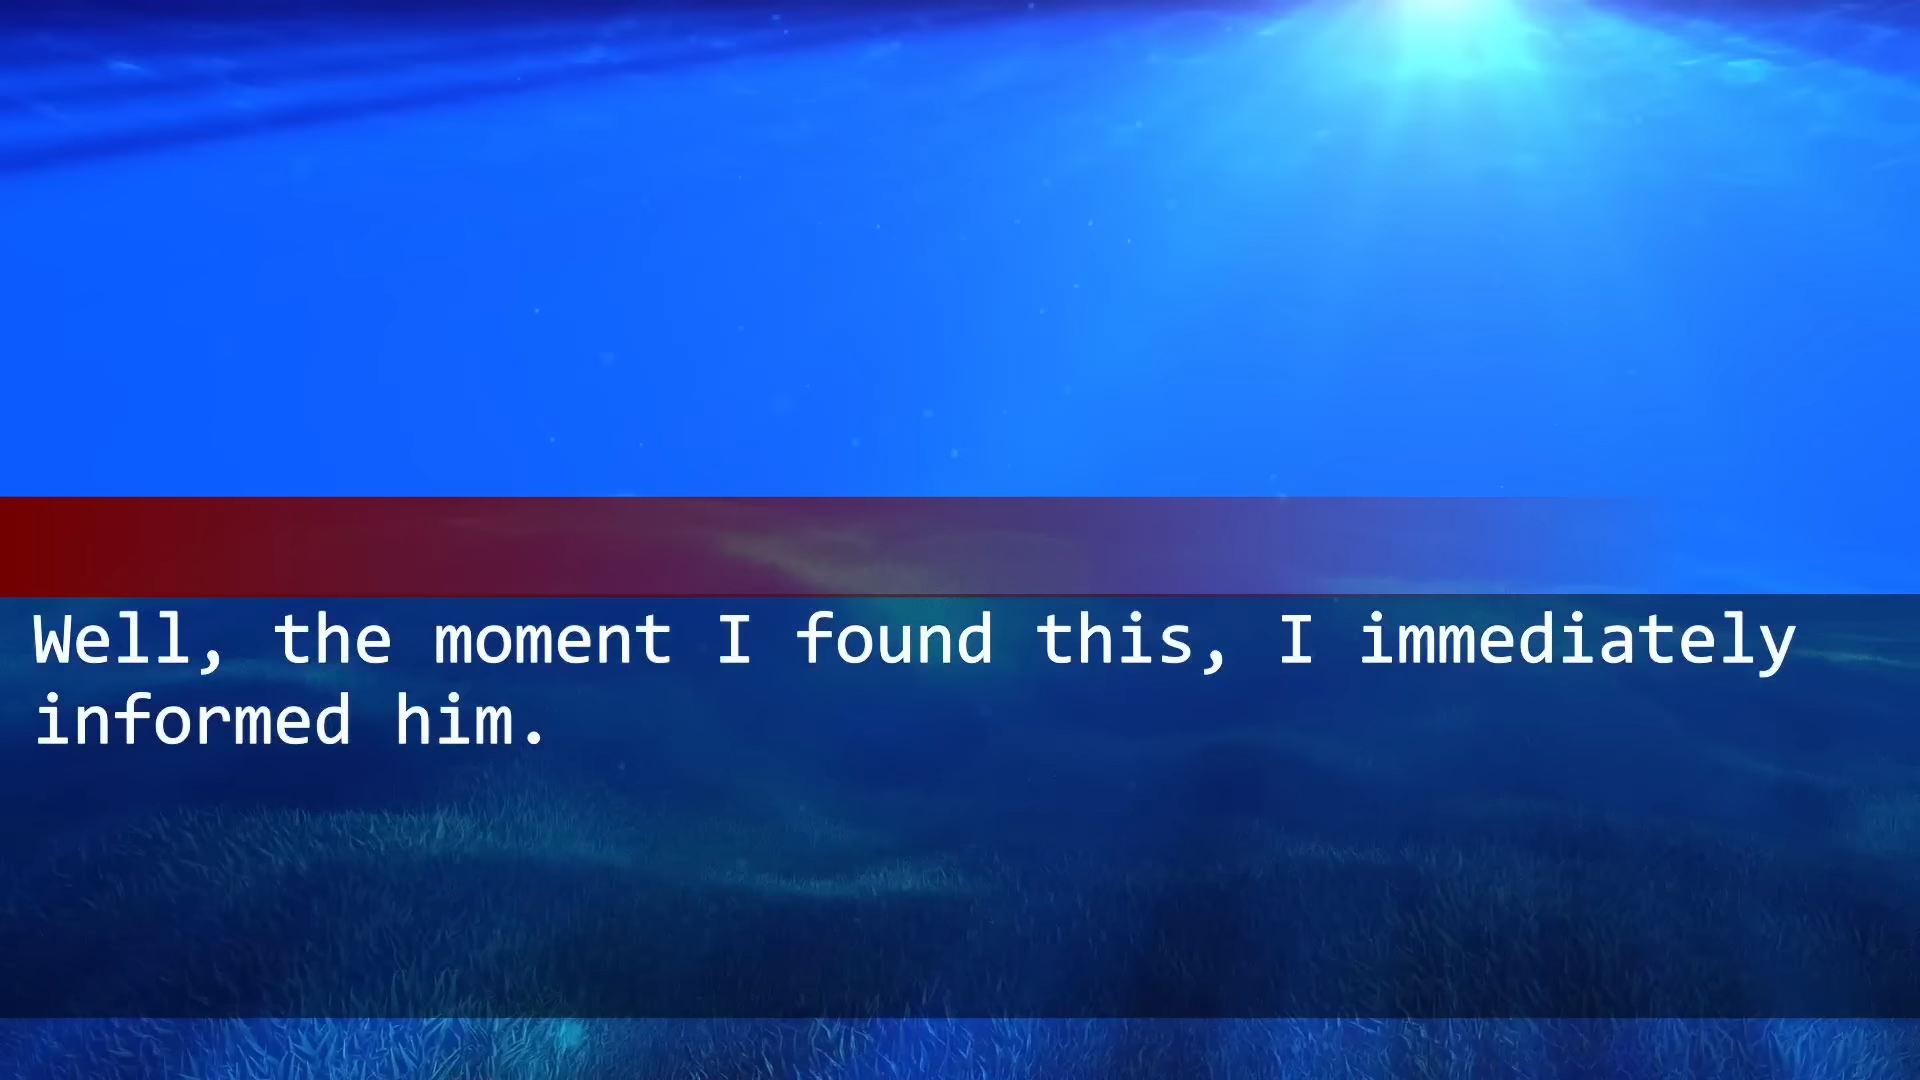 Well, the moment I found this, I immediately
informed him.